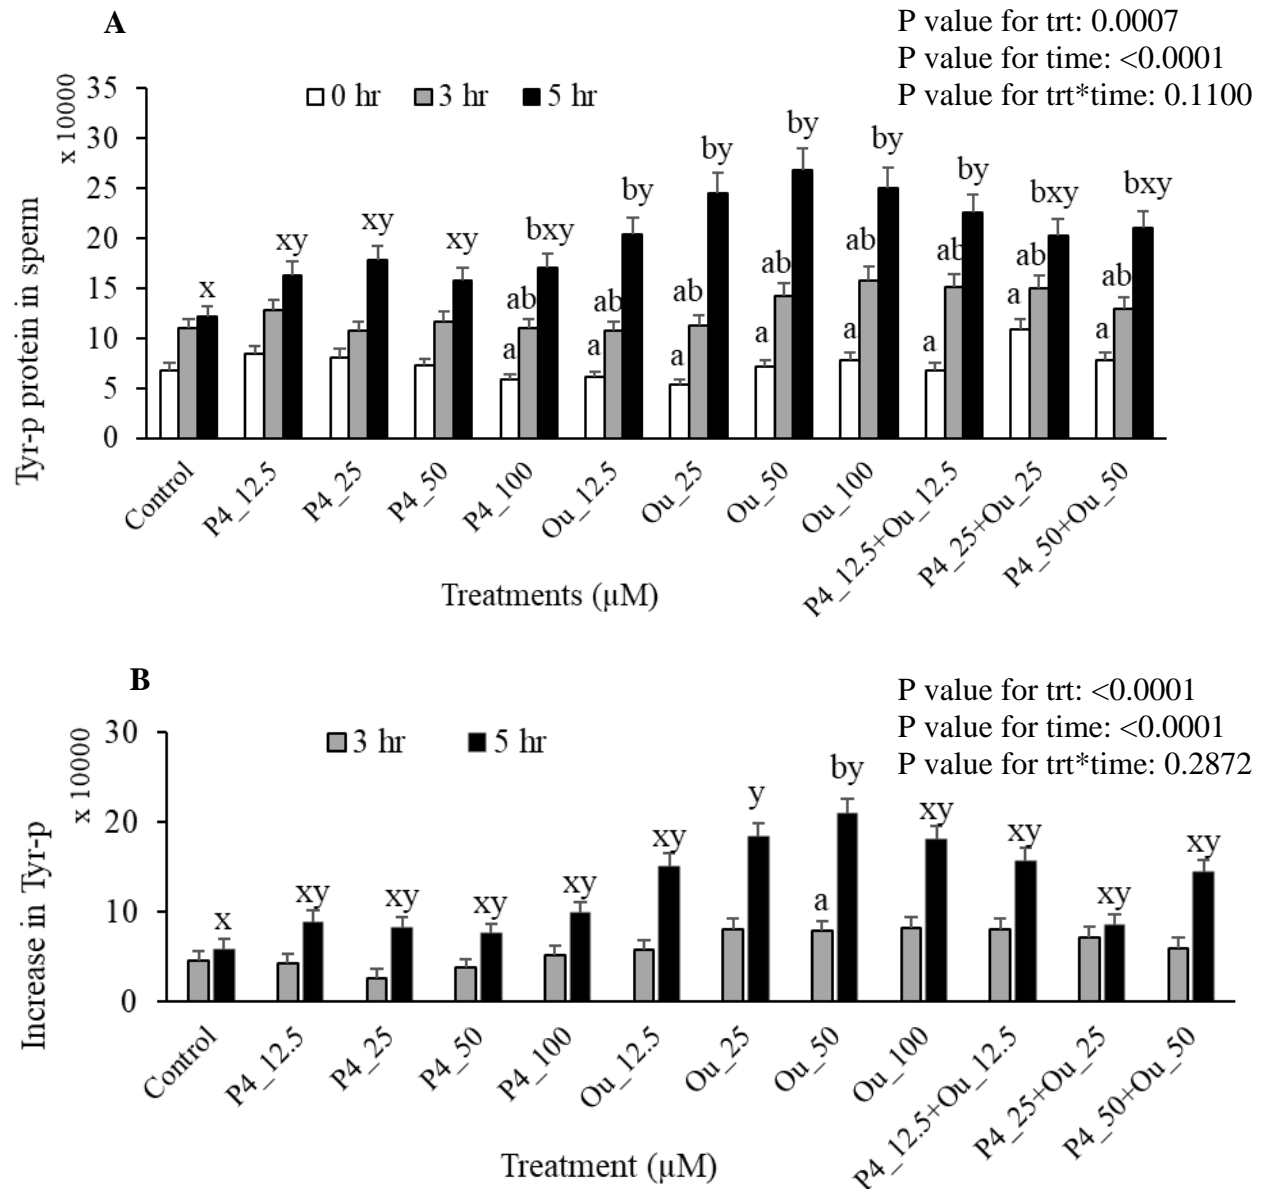 A
P value for trt: 0.0007
P value for time: <0.0001
P value for trt*time: 0.1100
x 10000
Tyr-p protein in sperm
0 hr 3 hr 5 hr
35
30
25
20
15
10
5
0
x
xy
xy
xy
a ab bxy
a ab by
a ab by
a ab by
a ab by
a ab by
a ab bxy
a ab bxy
Control P4_12.5 P4_25 P4_50 P4_100 Ou_12.5 Ou_25 Ou_50 Ou_100 P4_12.5+Ou_12.5 P4_25+Ou_25 P4_50+Ou_50
Treatments (µM)
B
P value for trt: <0.0001
P value for time: <0.0001
P value for trt*time: 0.2872
x 10000
Increase in Tyr-p
3 hr 5 hr
30
20
10
0
x
xy
xy
xy
xy
xy
y
a by
xy
xy
xy
xy
Control P4_12.5 P4_25 P4_50 P4_100 Ou_12.5 Ou_25 Ou_50 Ou_100 P4_12.5+Ou_12.5 P4_25+Ou_25 P4_50+Ou_50
Treatment (µM)